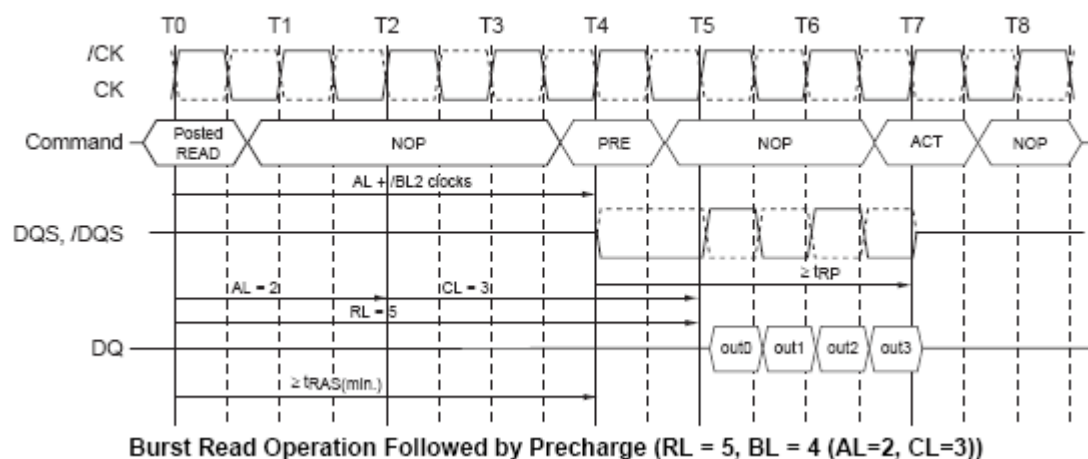 T0 T1 T2 T3 T4 T5 T6 T7 T8
/CK
CK
Command Posted READ NOP PRE NOP ACT NOP
AL + /BL2 clocks
DQS, /DQS
≥ tRP
AL = 2 CL = 3
RL = 5
DQ out0 out1 out2 out3
≥ tRAS(min.)
Burst Read Operation Followed by Precharge (RL = 5, BL = 4 (AL=2, CL=3))